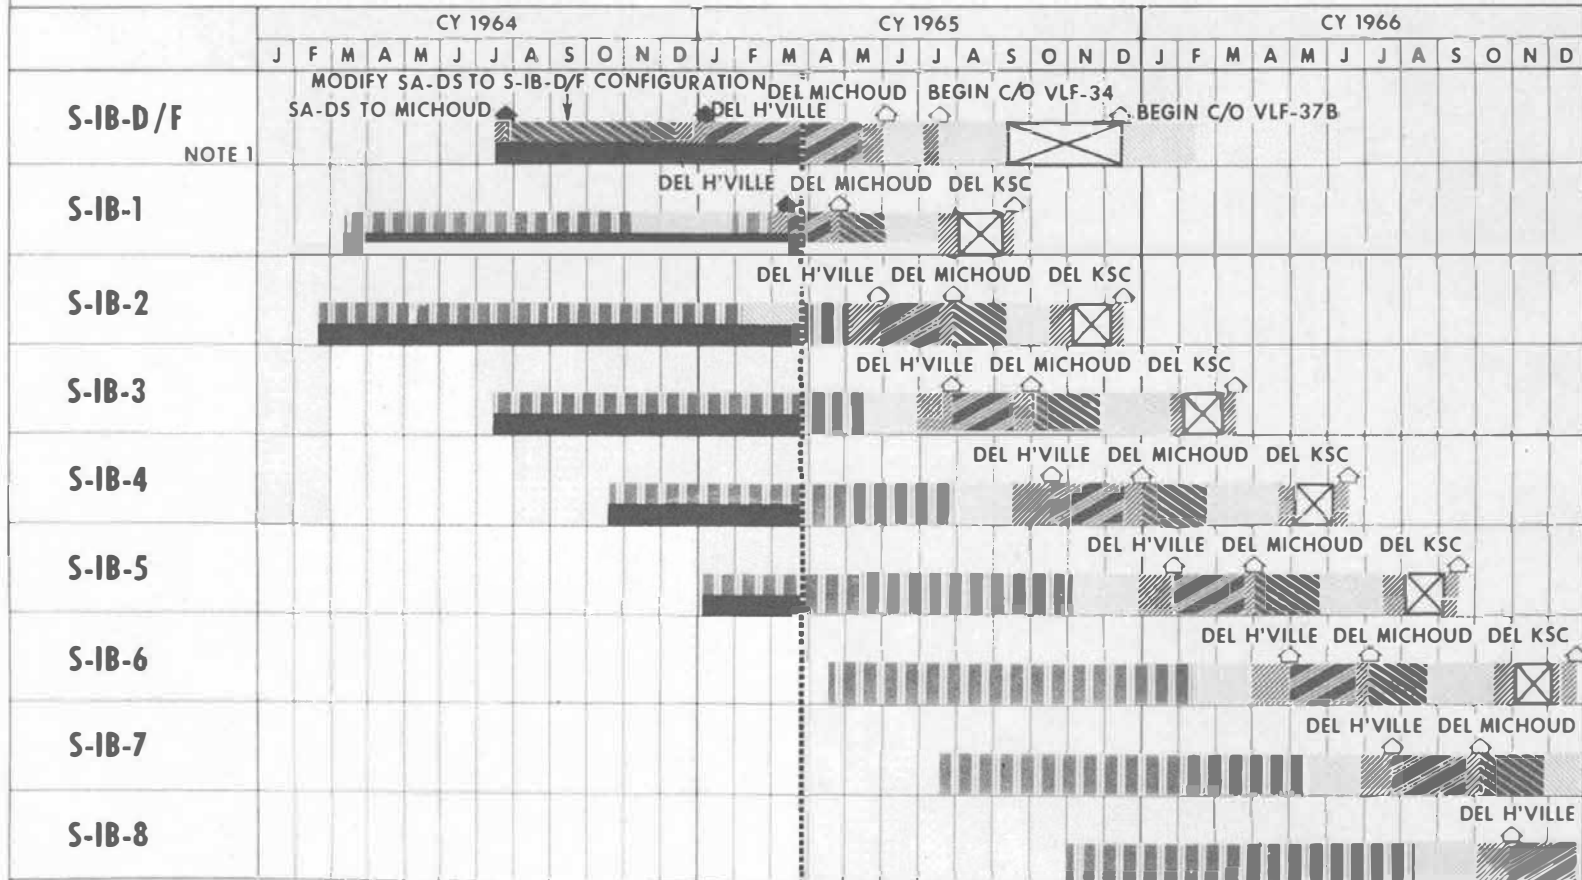 CY 1964 CY 1965 CY 1966
J F M A M J J A S O N D J F M A M J J A S O N D J F M A M J J A S O N D
MODIFY SA-DS TO S-IB-D/F CONFIGURATION DEL MICHOUD BEGIN C/O VLF-34
S-IB-D/F SA-DS TO MICHOUD DEL H'VILLE BEGIN C/O VLF-37B
NOTE 1
DEL H'VILLE DEL MICHOUD DEL KSC
S-IB-1
DEL H'VILLE DEL MICHOUD DEL KSC
S-IB-2
DEL H'VILLE DEL MICHOUD DEL KSC
S-IB-3
DEL H'VILLE DEL MICHOUD DEL KSC
S-IB-4
DEL H'VILLE DEL MICHOUD DEL KSC
S-IB-5
DEL H'VILLE DEL MICHOUD DEL KSC
S-IB-6
DEL H'VILLE DEL MICHOUD
S-IB-7
DEL H'VILLE
S-IB-8